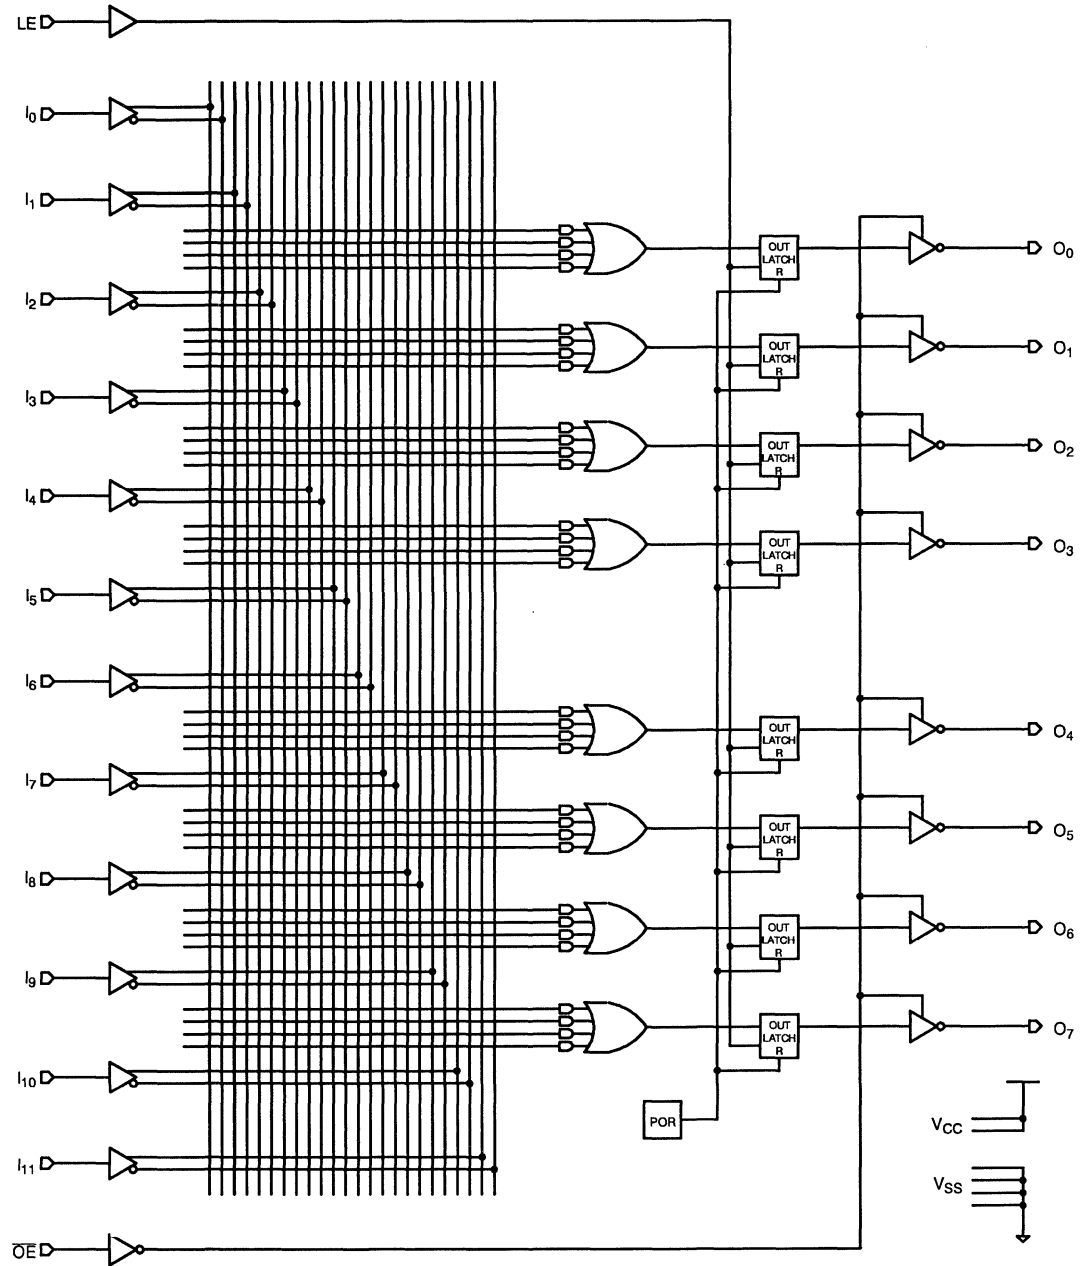 LE
I0
I1
OUT
LATCH
R
O0
I2
OUT
LATCH
R
O1
I3
OUT
LATCH
R
O2
I4
OUT
LATCH
R
O3
I5
I6
OUT
LATCH
R
O4
I7
OUT
LATCH
R
O5
I8
OUT
LATCH
R
O6
I9
OUT
LATCH
R
O7
I10
POR
VCC
I11
VSS
O̅E̅